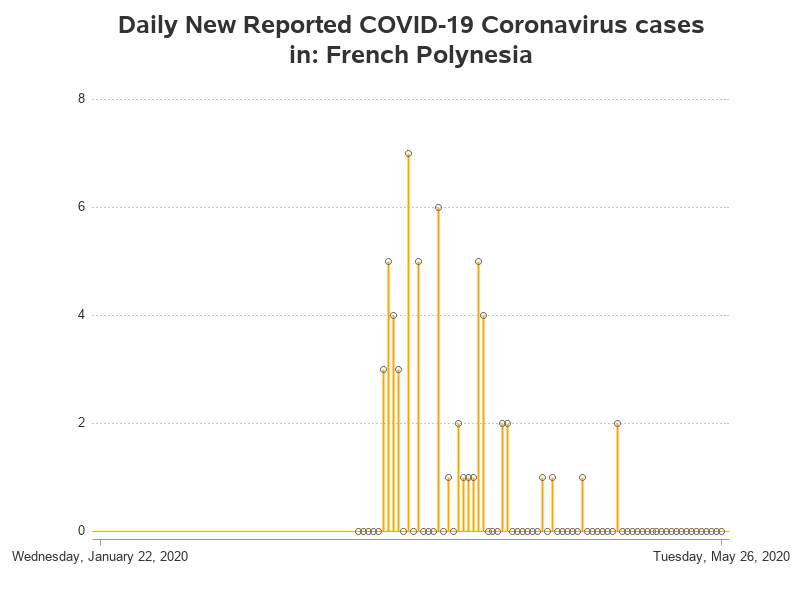 Daily New Reported COVID-19 Coronavirus cases
in: French Polynesia
8
6
4
2
0
Wednesday, January 22, 2020
Tuesday, May 26, 2020